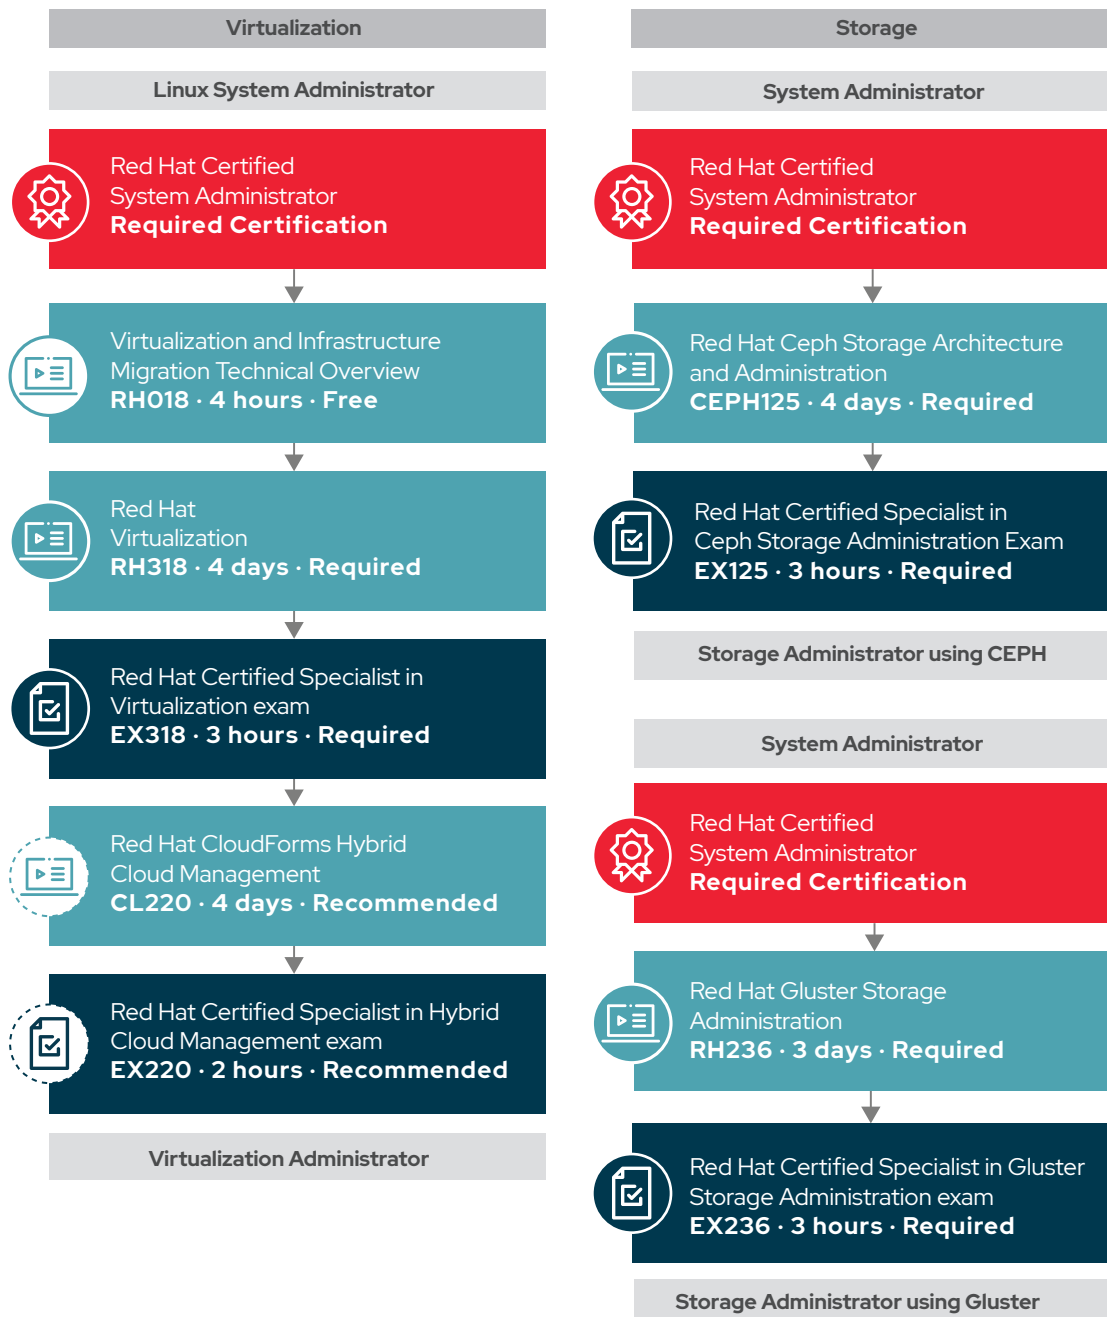 Virtualization
Linux System Administrator
Red Hat Certified
System Administrator
Required Certification
Virtualization and Infrastructure
Migration Technical Overview
RH018 · 4 hours · Free
Red Hat
Virtualization
RH318 · 4 days · Required
Red Hat Certified Specialist in
Virtualization exam
EX318 · 3 hours · Required
Red Hat CloudForms Hybrid
Cloud Management
CL220 · 4 days · Recommended
Red Hat Certified Specialist in Hybrid
Cloud Management exam
EX220 · 2 hours · Recommended
Virtualization Administrator
Storage
System Administrator
Red Hat Certified
System Administrator
Required Certification
Red Hat Ceph Storage Architecture
and Administration
CEPH125 · 4 days · Required
Red Hat Certified Specialist in
Ceph Storage Administration Exam
EX125 · 3 hours · Required
Storage Administrator using CEPH
System Administrator
Red Hat Certified
System Administrator
Required Certification
Red Hat Gluster Storage
Administration
RH236 · 3 days · Required
Red Hat Certified Specialist in Gluster
Storage Administration exam
EX236 · 3 hours · Required
Storage Administrator using Gluster